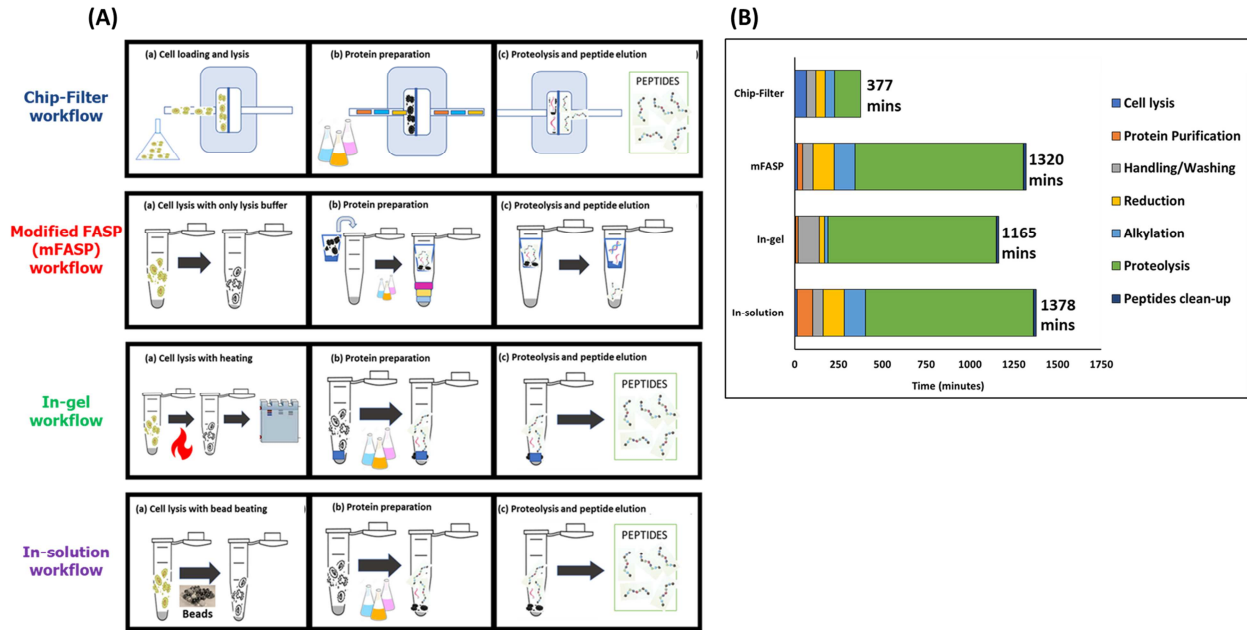 (A)
Chip-Filter
workflow
(a) Cell loading and lysis
(b) Protein preparation
(c) Proteolysis and peptide elution
PEPTIDES
Modified FASP
(mFASP)
workflow
(a) Cell lysis with only lysis buffer
(b) Protein preparation
(c) Proteolysis and peptide elution
In-gel
workflow
(a) Cell lysis with heating
(b) Protein preparation
(c) Proteolysis and peptide elution
PEPTIDES
In-solution
workflow
(a) Cell lysis with bead beating
Beads
(b) Protein preparation
(c) Proteolysis and peptide elution
PEPTIDES
(B)
Chip-Filter
377
mins
mFASP
1320
mins
In-gel
1165
mins
In-solution
1378
mins
0 250 500 750 1000 1250 1500 1750
Time (minutes)
Cell lysis
Protein Purification
Handling/Washing
Reduction
Alkylation
Proteolysis
Peptides clean-up